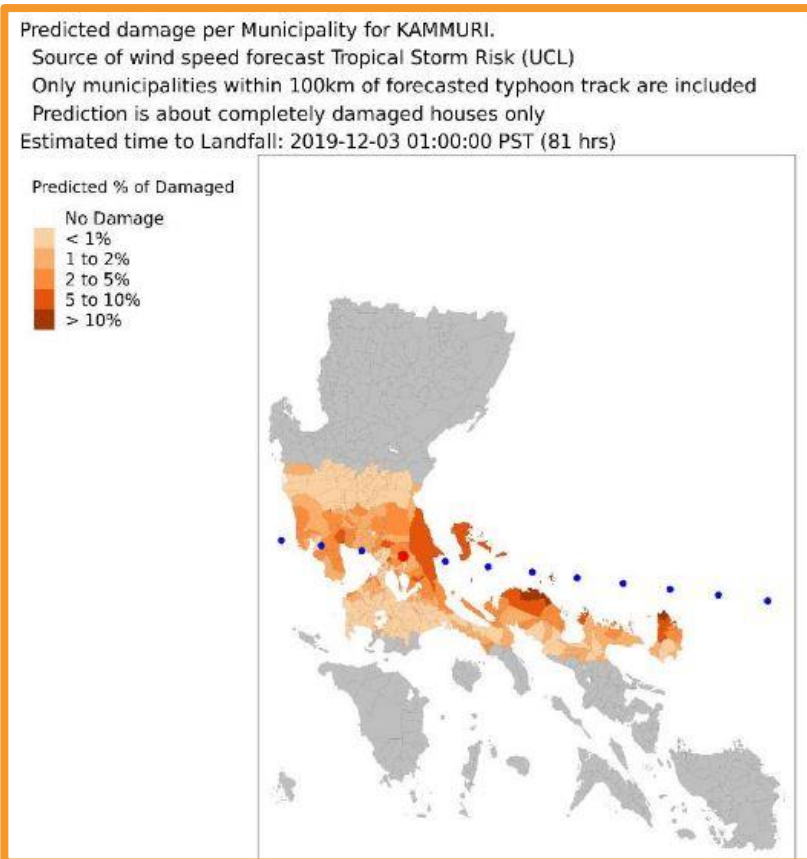 Predicted damage per Municipality for KAMMURI.
Source of wind speed forecast Tropical Storm Risk (UCL)
Only municipalities within 100km of forecasted typhoon track are included
Prediction is about completely damaged houses only
Estimated time to Landfall: 2019-12-03 01:00:00 PST (81 hrs)
Predicted % of Damaged
No Damage
< 1%
1 to 2%
2 to 5%
5 to 10%
> 10%